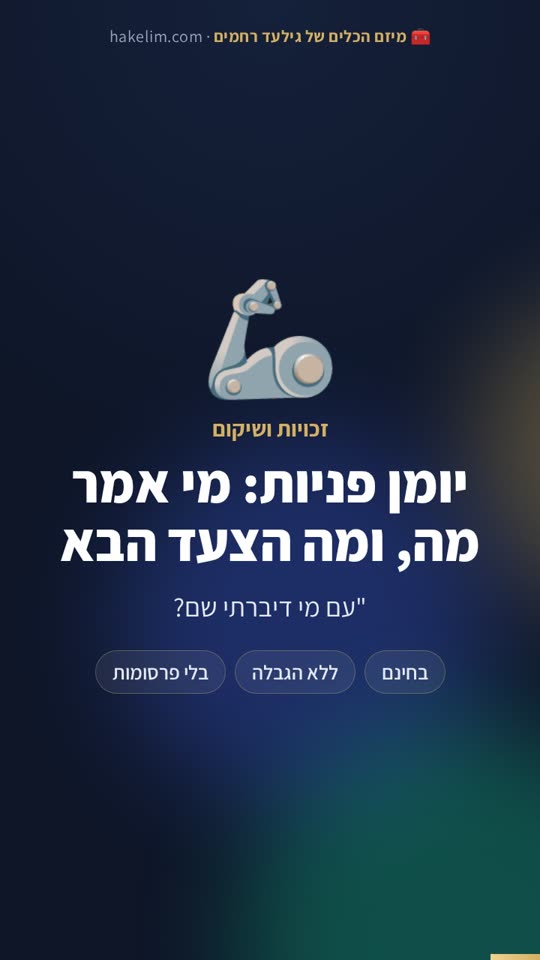 🧰 מיזם הכלים של גילעד רחמים · hakelim.com
זכויות ושיקום
יומן פניות: מי אמר
מה, ומה הצעד הבא
"עם מי דיברתי שם?
בחינם
ללא הגבלה
בלי פרסומות